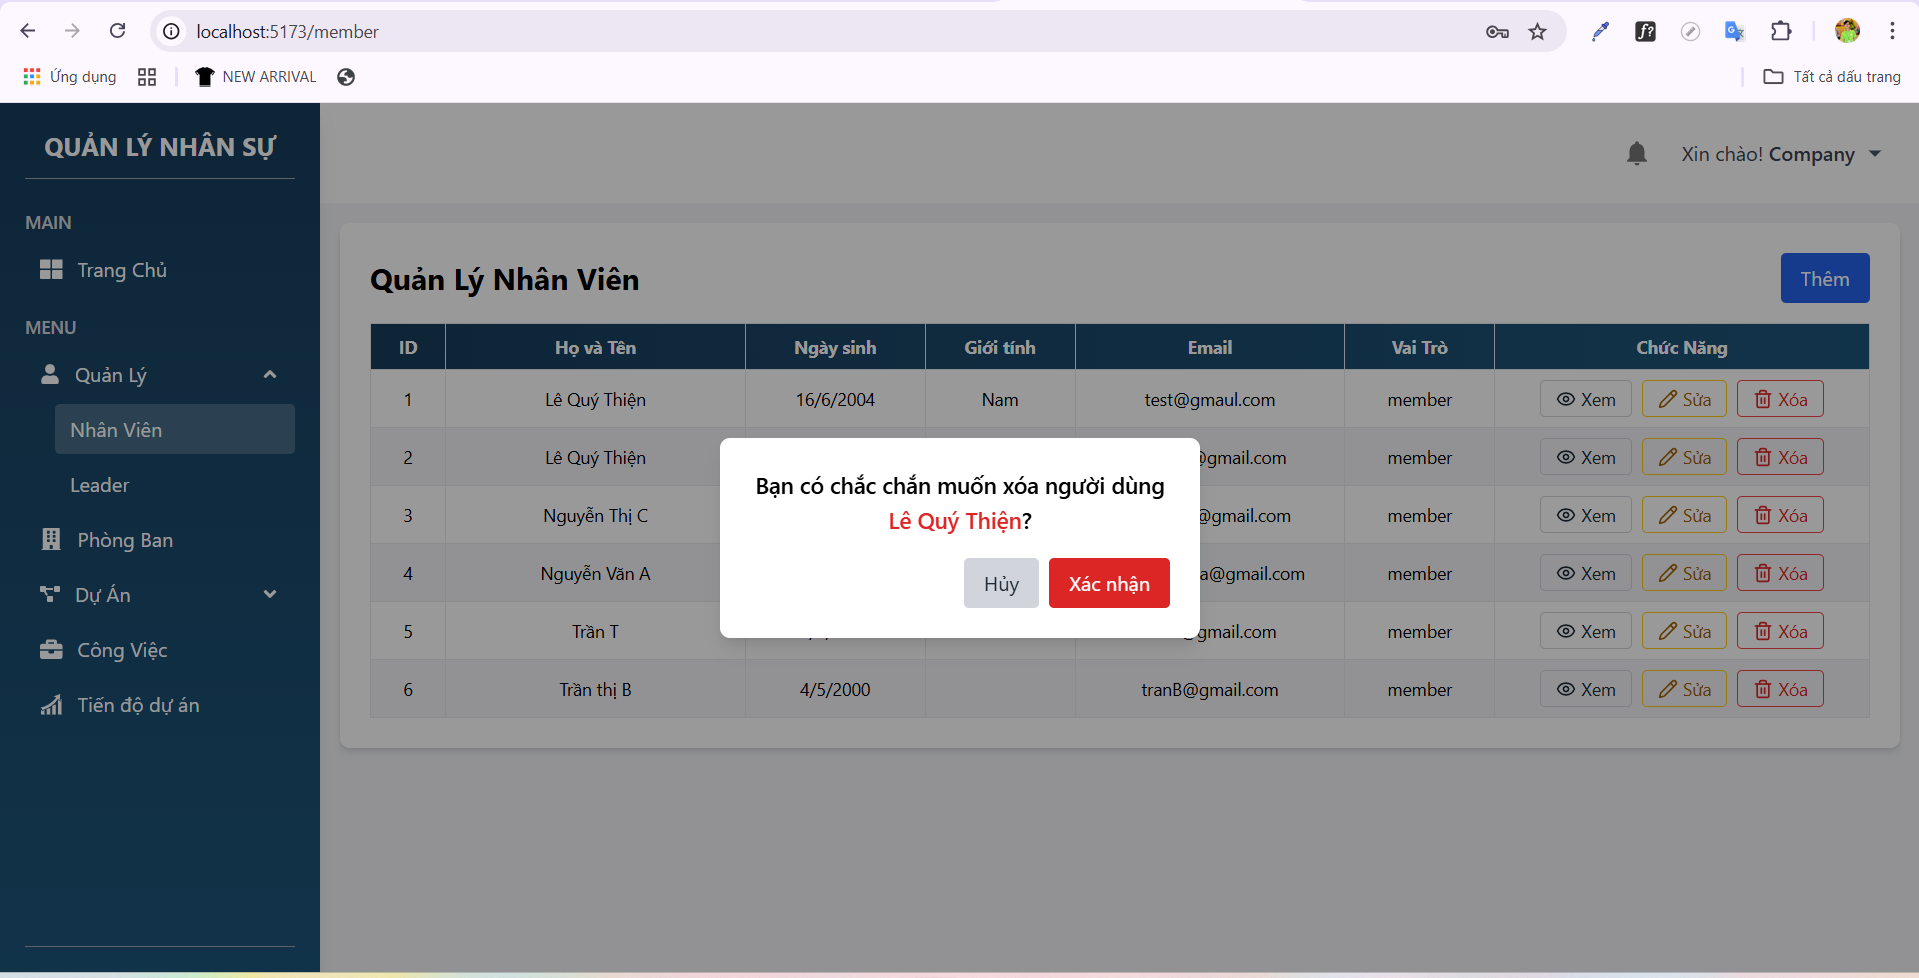 localhost:5173/member
Ứng dụng
NEW ARRIVAL
Tất cả dấu trang
QUẢN LÝ NHÂN SỰ
Xin chào! Company
MAIN
Trang Chủ
MENU
Quản Lý
Nhân Viên
Leader
Phòng Ban
Dự Án
Công Việc
Tiến độ dự án
Quản Lý Nhân Viên
Thêm
ID Họ và Tên Ngày sinh Giới tính Email Vai Trò Chức Năng
1 Lê Quý Thiện 16/6/2004 Nam test@gmaul.com member Xem Sửa Xóa
2 Lê Quý Thiện @gmail.com member Xem Sửa Xóa
3 Nguyễn Thị C @gmail.com member Xem Sửa Xóa
4 Nguyễn Văn A a@gmail.com member Xem Sửa Xóa
5 Trần T @gmail.com member Xem Sửa Xóa
6 Trần thị B 4/5/2000 tranB@gmail.com member Xem Sửa Xóa
Bạn có chắc chắn muốn xóa người dùng
Lê Quý Thiện?
Hủy Xác nhận